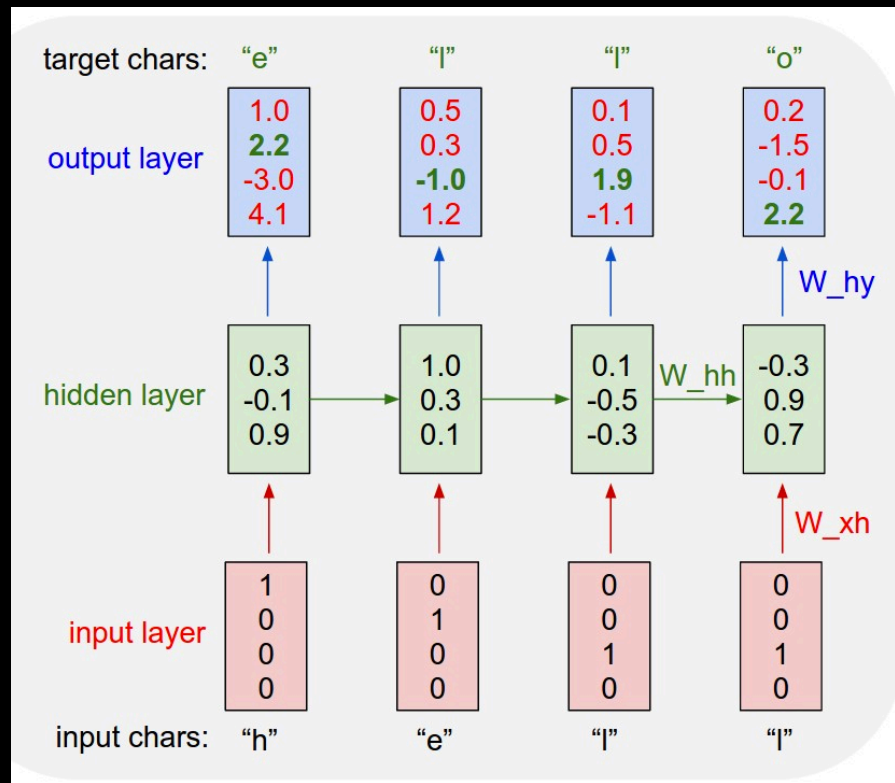 target chars: “e” “l” “l” “o”
1.0 0.5 0.1 0.2
2.2 0.3 0.5 -1.5
output layer
-3.0 -1.0 1.9 -0.1
4.1 1.2 -1.1 2.2
W_hy
0.3 1.0 0.1 -0.3
W_hh
hidden layer -0.1 0.3 -0.5 0.9
0.9 0.1 -0.3 0.7
W_xh
1 0 0 0
0 1 0 0
input layer
0 0 1 1
0 0 0 0
input chars: “h” “e” “l” “l”